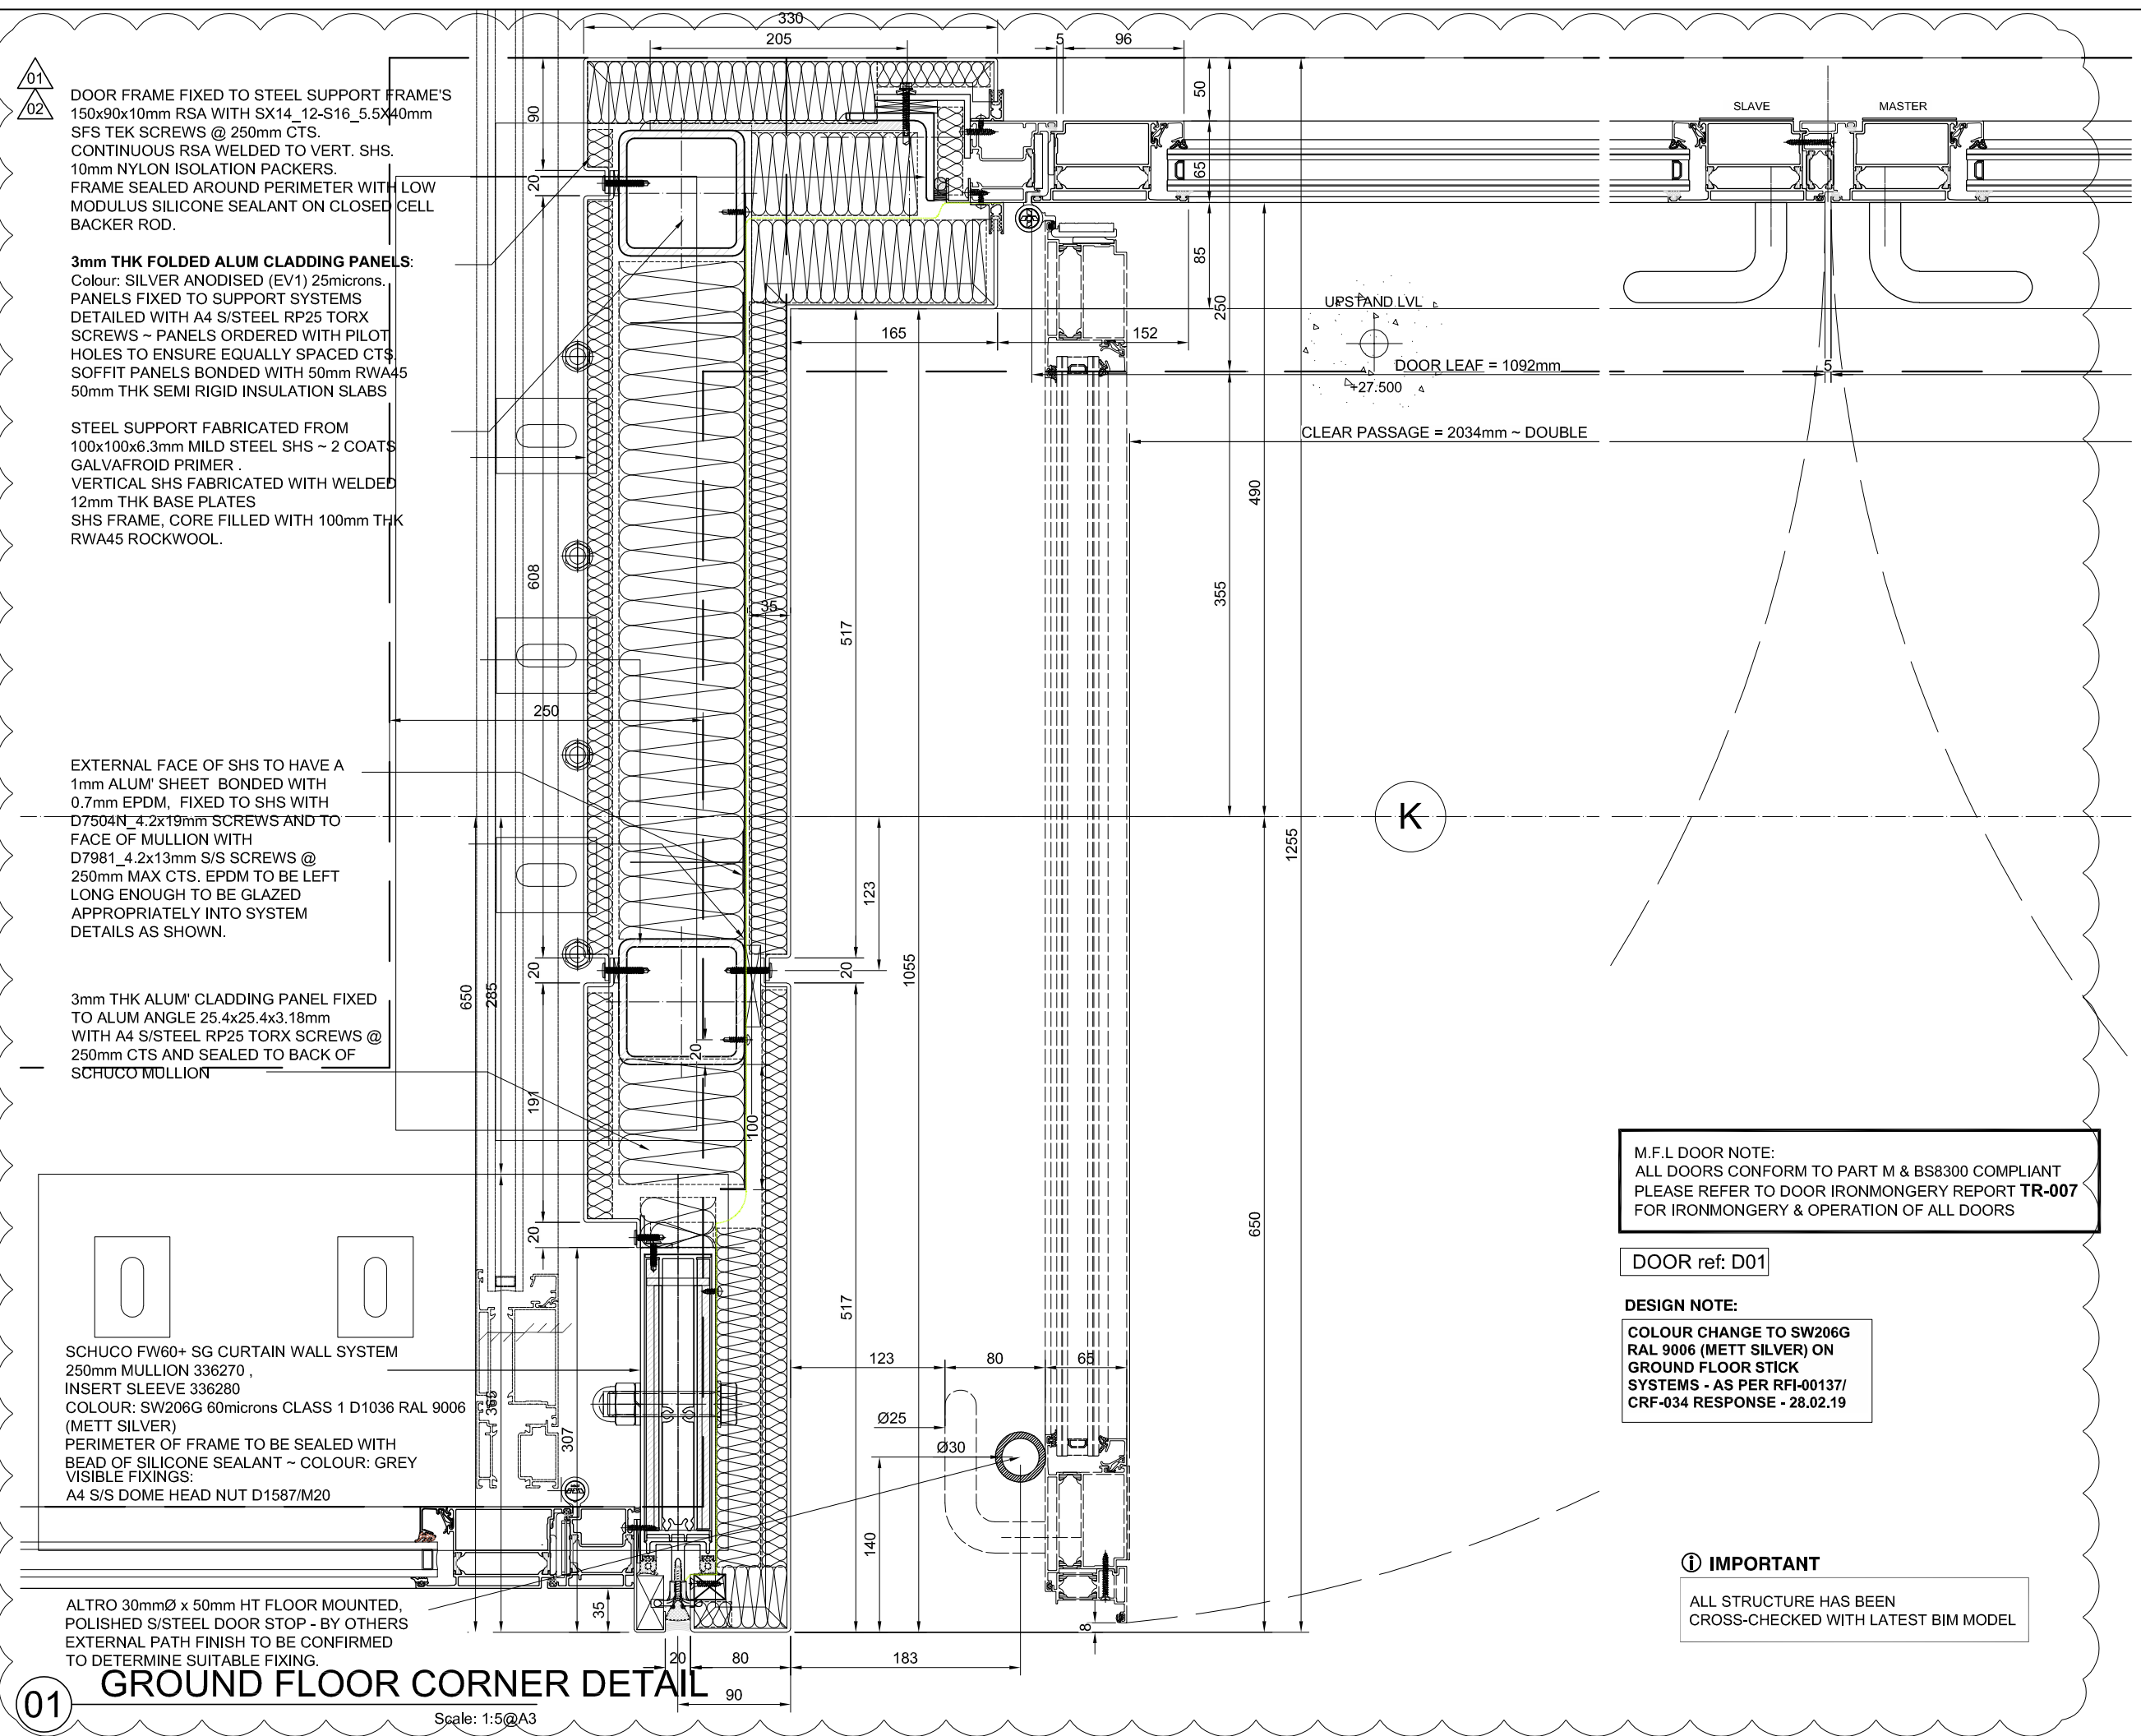 330
205
5
96
01
02
DOOR FRAME FIXED TO STEEL SUPPORT FRAME'S
150x90x10mm RSA WITH SX14_12-S16_5.5X40mm
SFS TEK SCREWS @ 250mm CTS.
CONTINUOUS RSA WELDED TO VERT. SHS.
10mm NYLON ISOLATION PACKERS.
FRAME SEALED AROUND PERIMETER WITH LOW
MODULUS SILICONE SEALANT ON CLOSED CELL
BACKER ROD.
3mm THK FOLDED ALUM CLADDING PANELS:
Colour: SILVER ANODISED (EV1) 25microns.
PANELS FIXED TO SUPPORT SYSTEMS
DETAILED WITH A4 S/STEEL RP25 TORX
SCREWS ~ PANELS ORDERED WITH PILOT
HOLES TO ENSURE EQUALLY SPACED CTS.
SOFFIT PANELS BONDED WITH 50mm RWA45
50mm THK SEMI RIGID INSULATION SLABS
STEEL SUPPORT FABRICATED FROM
100x100x6.3mm MILD STEEL SHS ~ 2 COATS
GALVAFROID PRIMER .
VERTICAL SHS FABRICATED WITH WELDED
12mm THK BASE PLATES
SHS FRAME, CORE FILLED WITH 100mm THK
RWA45 ROCKWOOL.
EXTERNAL FACE OF SHS TO HAVE A
1mm ALUM' SHEET BONDED WITH
0.7mm EPDM, FIXED TO SHS WITH
D7504N_4.2x19mm SCREWS AND TO
FACE OF MULLION WITH
D7981_4.2x13mm S/S SCREWS @
250mm MAX CTS. EPDM TO BE LEFT
LONG ENOUGH TO BE GLAZED
APPROPRIATELY INTO SYSTEM
DETAILS AS SHOWN.
3mm THK ALUM' CLADDING PANEL FIXED
TO ALUM ANGLE 25.4x25.4x3.18mm
WITH A4 S/STEEL RP25 TORX SCREWS @
250mm CTS AND SEALED TO BACK OF
SCHUCO MULLION
SCHUCO FW60+ SG CURTAIN WALL SYSTEM
250mm MULLION 336270 ,
INSERT SLEEVE 336280
COLOUR: SW206G 60microns CLASS 1 D1036 RAL 9006
(METT SILVER)
PERIMETER OF FRAME TO BE SEALED WITH
BEAD OF SILICONE SEALANT ~ COLOUR: GREY
VISIBLE FIXINGS:
A4 S/S DOME HEAD NUT D1587/M20
ALTRO 30mmØ x 50mm HT FLOOR MOUNTED,
POLISHED S/STEEL DOOR STOP - BY OTHERS
EXTERNAL PATH FINISH TO BE CONFIRMED
TO DETERMINE SUITABLE FIXING.
90
20
608
250
20
191
20
650
285
365
307
35
50
65
85
250
165
152
35
517
355
490
1255
123
20
1055
20
100
517
650
123
80
65
Ø25
Ø30
140
8
20
80
183
90
SLAVE
MASTER
UPSTAND LVL
+27.500
DOOR LEAF = 1092mm
5
CLEAR PASSAGE = 2034mm ~ DOUBLE
K
M.F.L DOOR NOTE:
ALL DOORS CONFORM TO PART M & BS8300 COMPLIANT
PLEASE REFER TO DOOR IRONMONGERY REPORT TR-007
FOR IRONMONGERY & OPERATION OF ALL DOORS
DOOR ref: D01
DESIGN NOTE:
COLOUR CHANGE TO SW206G
RAL 9006 (METT SILVER) ON
GROUND FLOOR STICK
SYSTEMS - AS PER RFI-00137/
CRF-034 RESPONSE - 28.02.19
i IMPORTANT
ALL STRUCTURE HAS BEEN
CROSS-CHECKED WITH LATEST BIM MODEL
01
GROUND FLOOR CORNER DETAIL
Scale: 1:5@A3